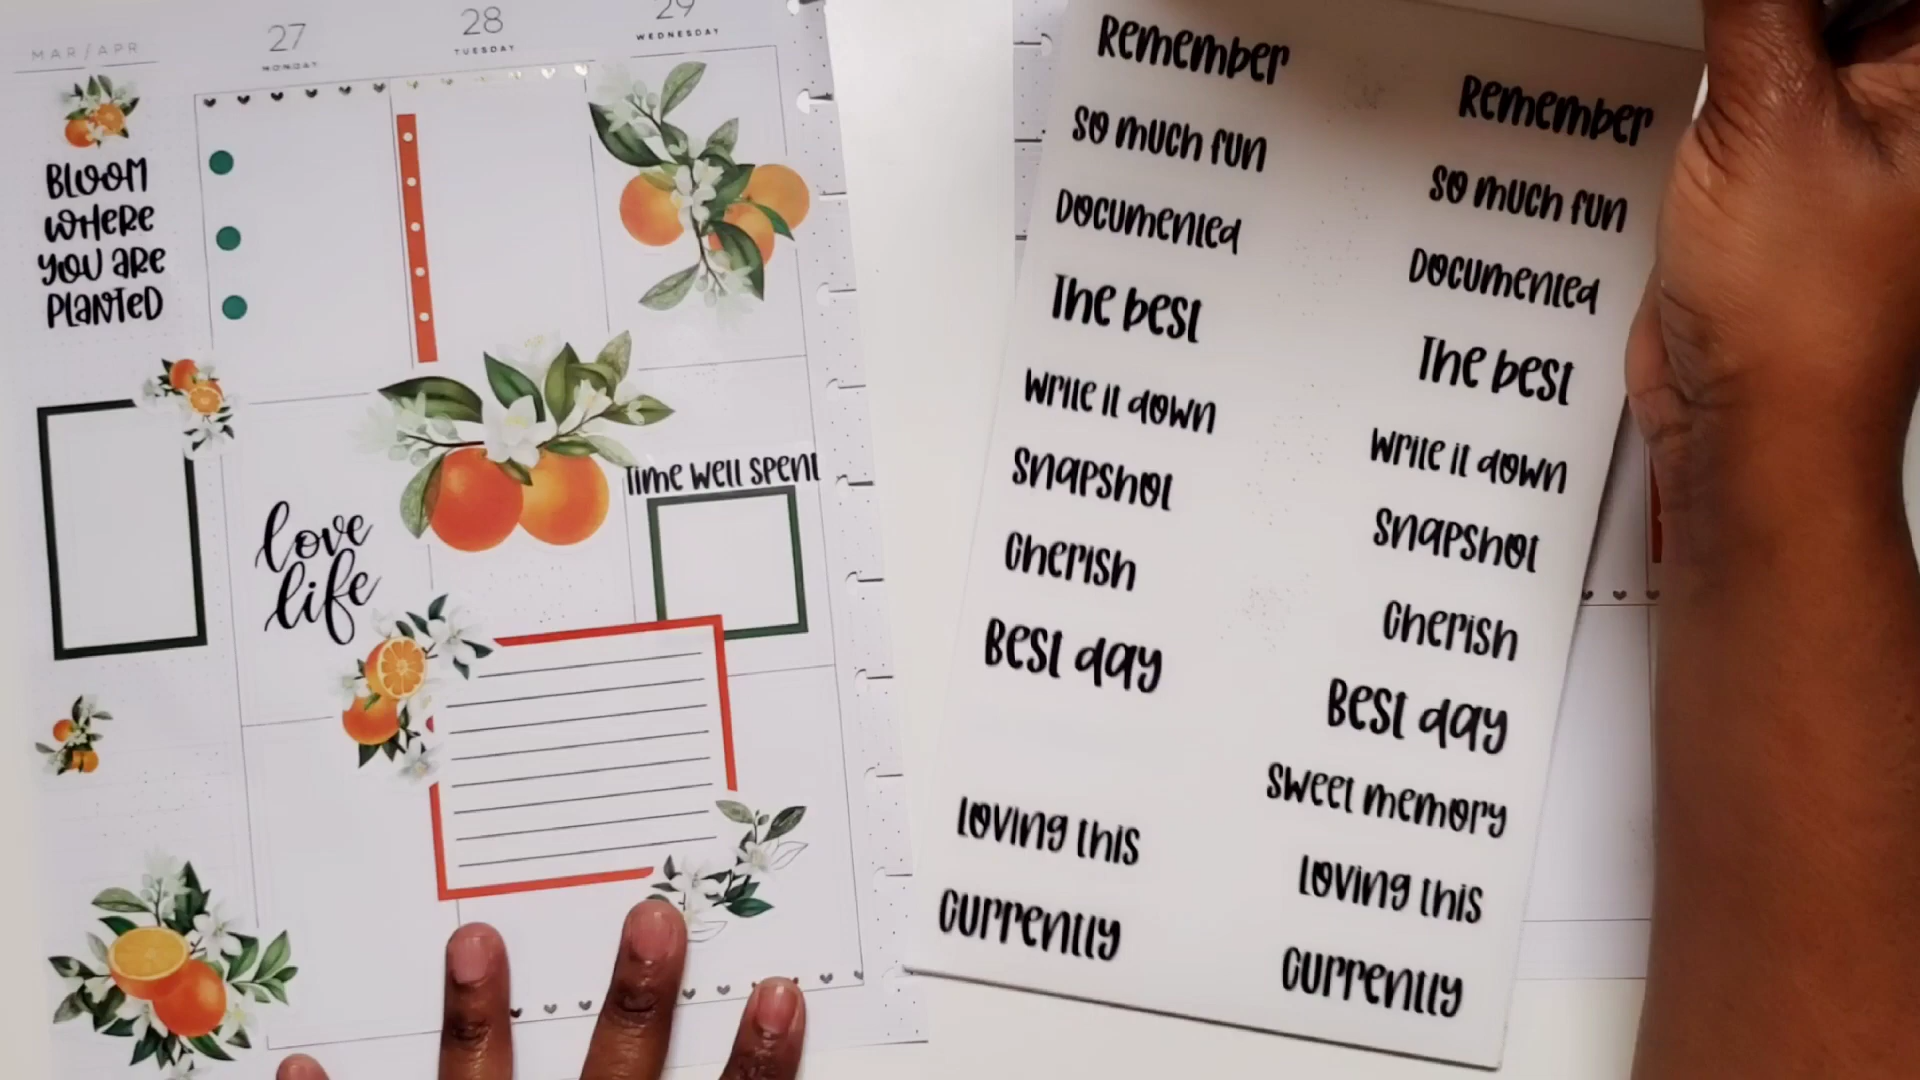 MAR/APR
27
MONDAY
28
TUESDAY
29
WEDNESDAY
BLOOM
WHERE
YOU ARE
PLANTED
love
life
Time well spent
Remember
so much fun
Documented
The best
write it down
snapshot
cherish
Best day
Loving this
currently
Remember
so much fun
Documented
The best
write it down
snapshot
cherish
Best day
sweet memory
Loving this
currently